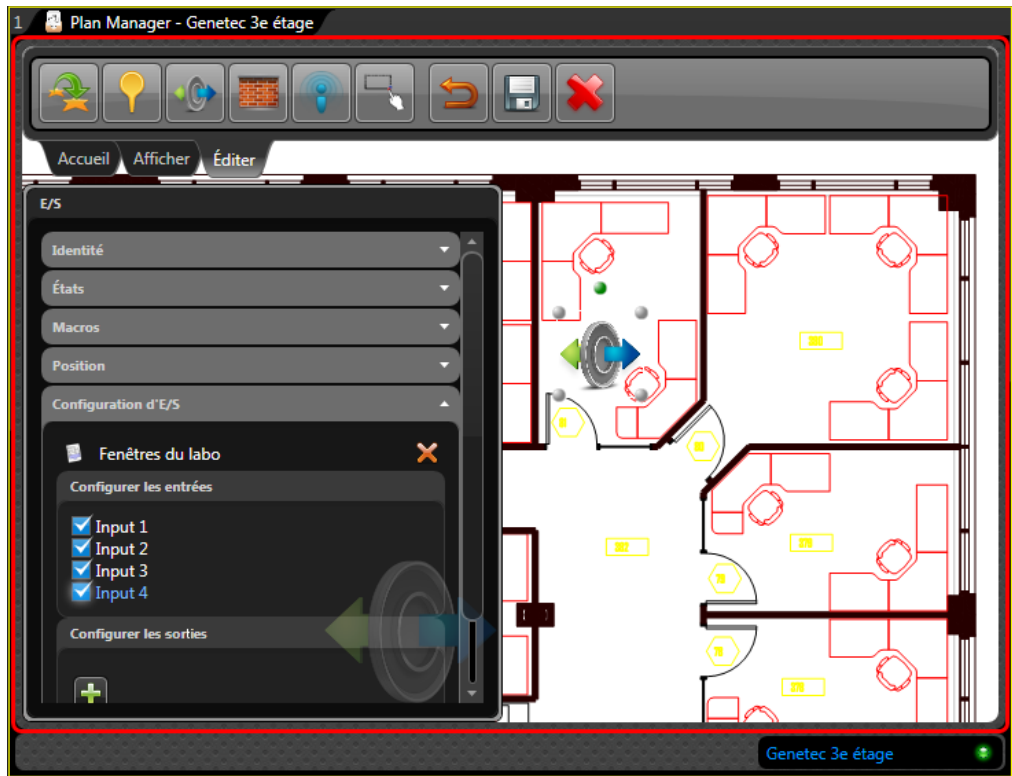 1 Plan Manager - Genetec 3e étage
Accueil Afficher Éditer
E/S
Identité
États
Macros
Position
Configuration d'E/S
Fenêtres du labo
Configurer les entrées
Input 1
Input 2
Input 3
Input 4
Configurer les sorties
Genetec 3e étage